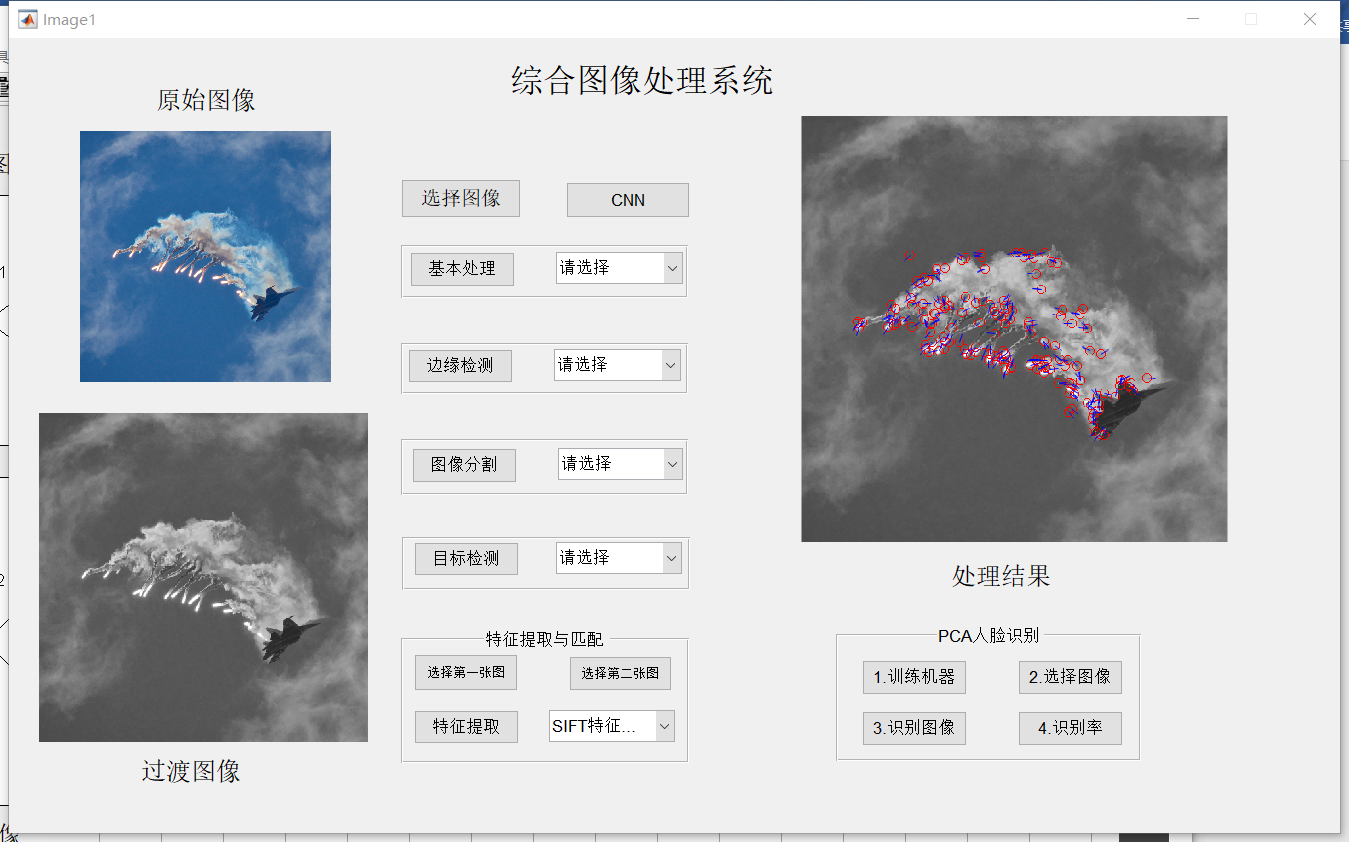 Image1
综合图像处理系统
原始图像
选择图像
CNN
基本处理
请选择
边缘检测
请选择
图像分割
请选择
目标检测
请选择
特征提取与匹配
选择第一张图
选择第二张图
特征提取
SIFT特征...
过渡图像
处理结果
PCA人脸识别
1.训练机器
2.选择图像
3.识别图像
4.识别率
1
2
像